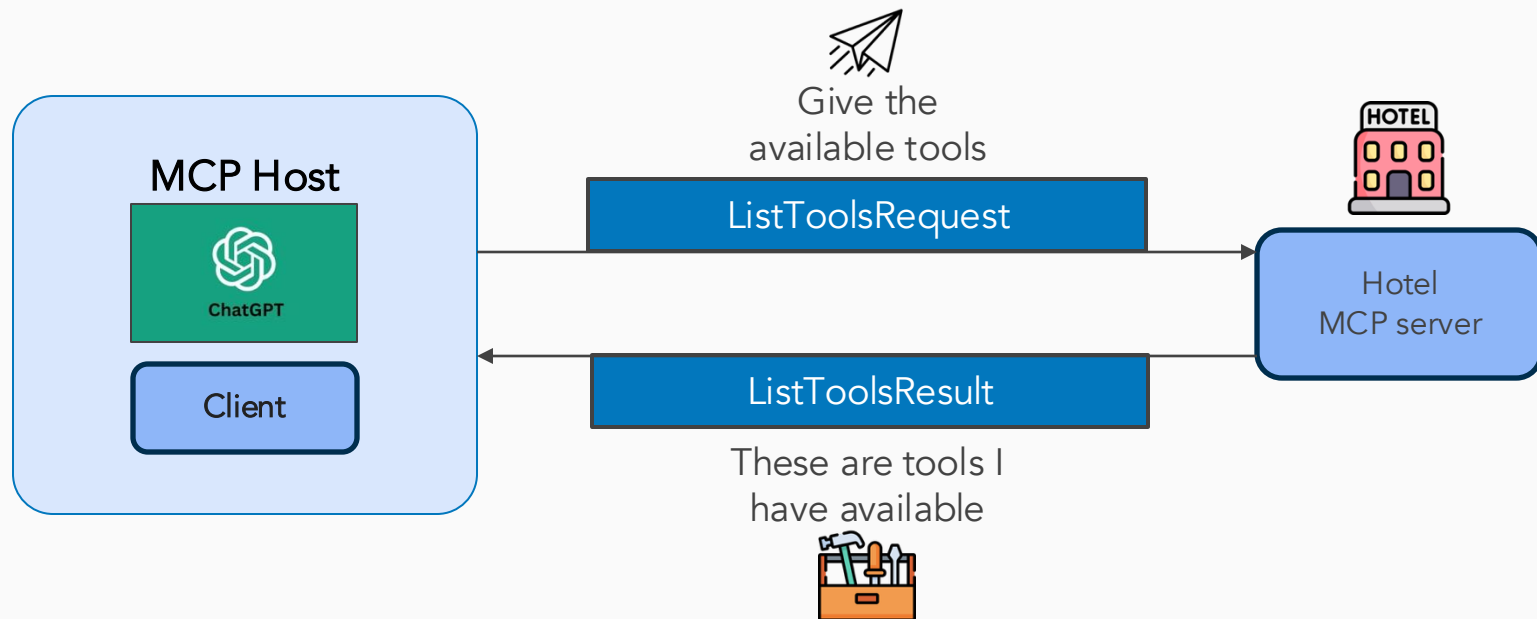 Give the
available tools
HOTEL
MCP Host
ListToolsRequest
ChatGPT
Hotel
MCP server
Client
ListToolsResult
These are tools I
have available